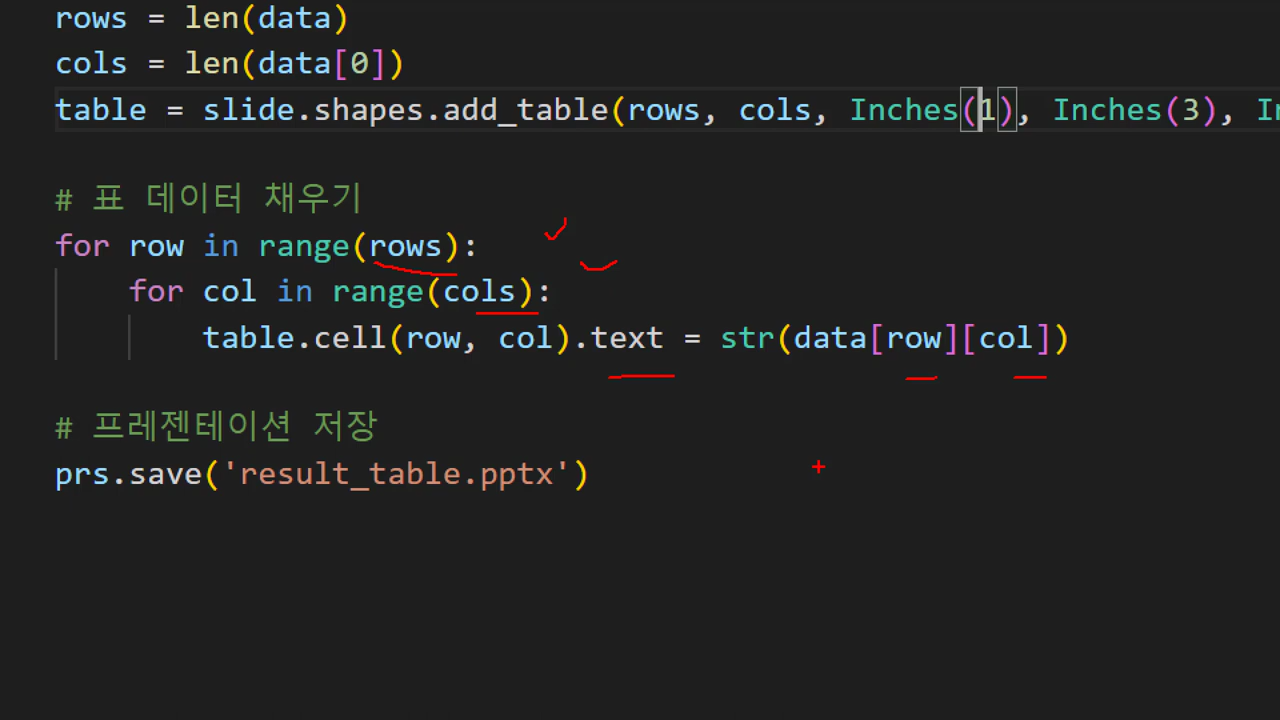 rows = len(data)
cols = len(data[0])
table = slide.shapes.add_table(rows, cols, Inches(1), Inches(3), In
# 표 데이터 채우기
for row in range(rows):
for col in range(cols):
table.cell(row, col).text = str(data[row][col])
# 프레젠테이션 저장
prs.save('result_table.pptx')